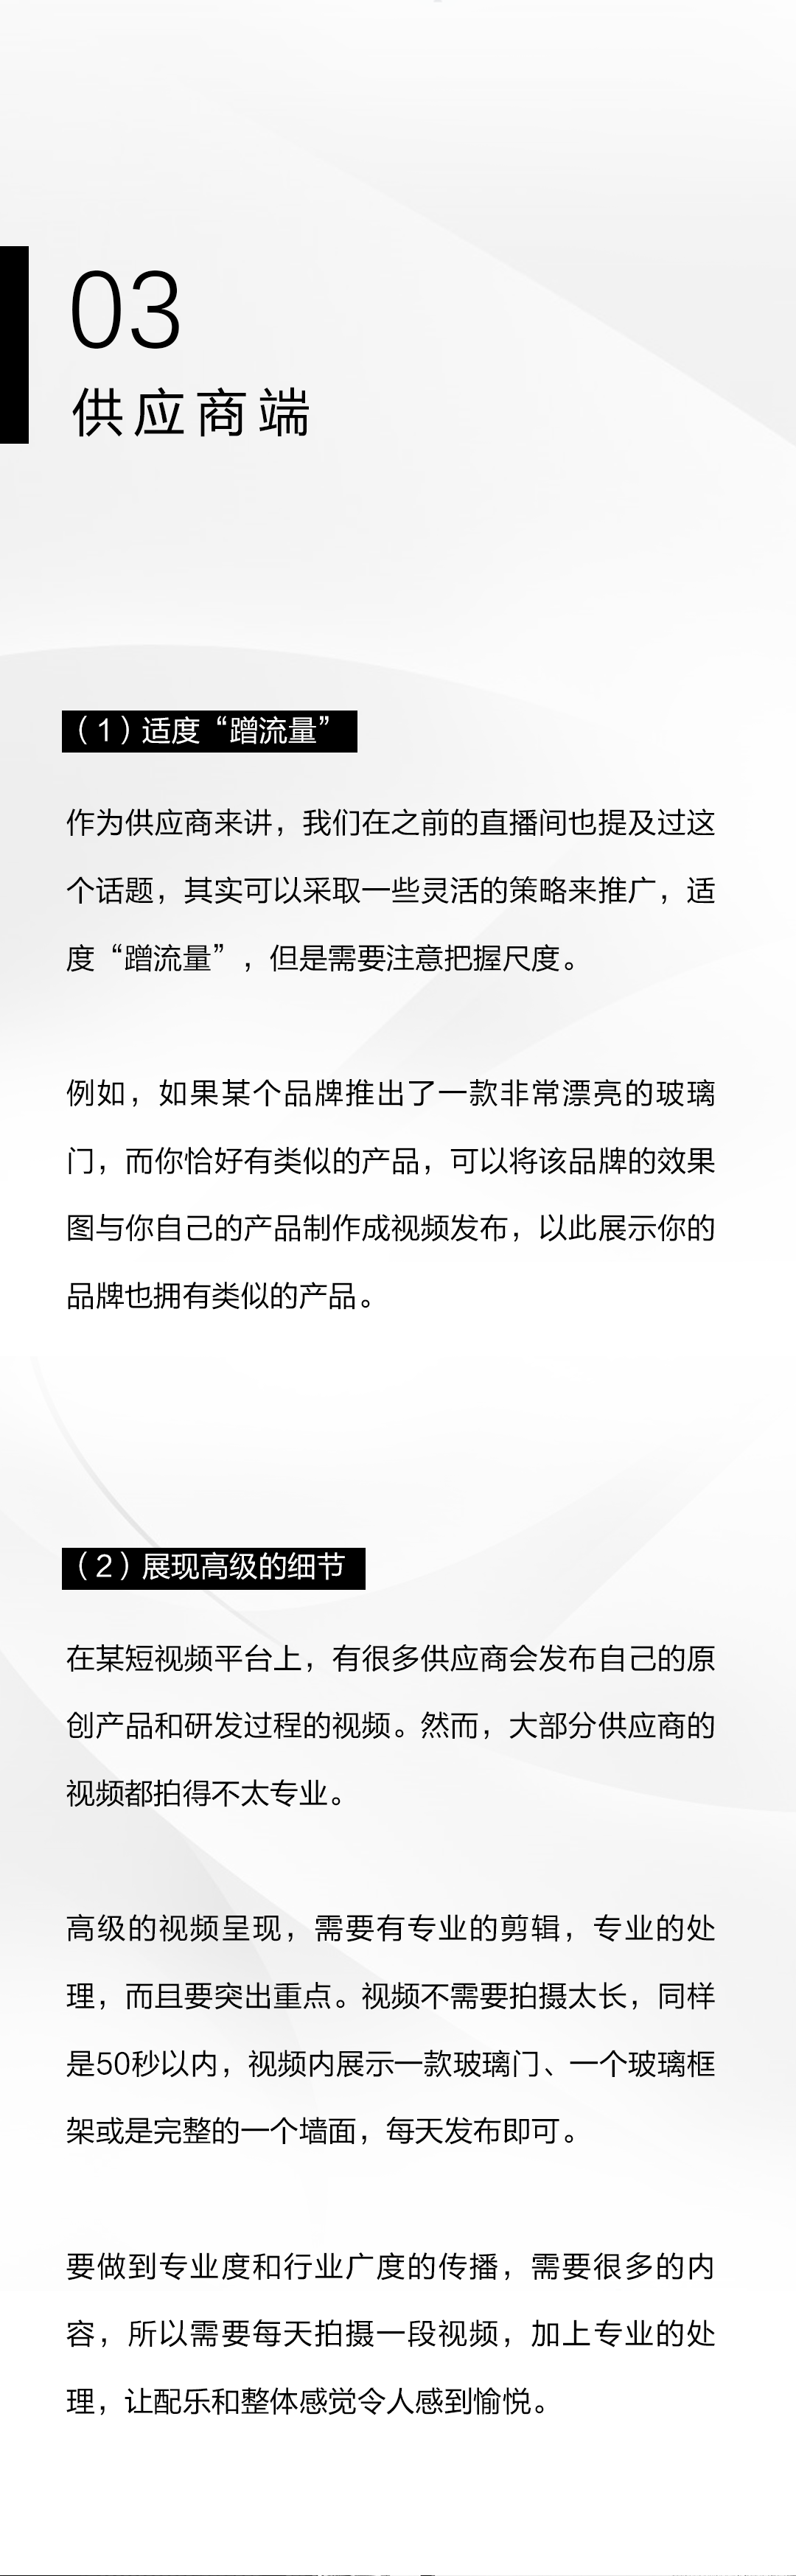 03
供应商端
（1）适度“蹭流量”
作为供应商来讲，我们在之前的直播间也提及过这
个话题，其实可以采取一些灵活的策略来推广，适
度“蹭流量”，但是需要注意把握尺度。
例如，如果某个品牌推出了一款非常漂亮的玻璃
门，而你恰好有类似的产品，可以将该品牌的效果
图与你自己的产品制作成视频发布，以此展示你的
品牌也拥有类似的产品。
（2）展现高级的细节
在某短视频平台上，有很多供应商会发布自己的原
创产品和研发过程的视频。然而，大部分供应商的
视频都拍得不太专业。
高级的视频呈现，需要有专业的剪辑，专业的处
理，而且要突出重点。视频不需要拍摄太长，同样
是50秒以内，视频内展示一款玻璃门、一个玻璃框
架或是完整的一个墙面，每天发布即可。
要做到专业度和行业广度的传播，需要很多的内
容，所以需要每天拍摄一段视频，加上专业的处
理，让配乐和整体感觉令人感到愉悦。